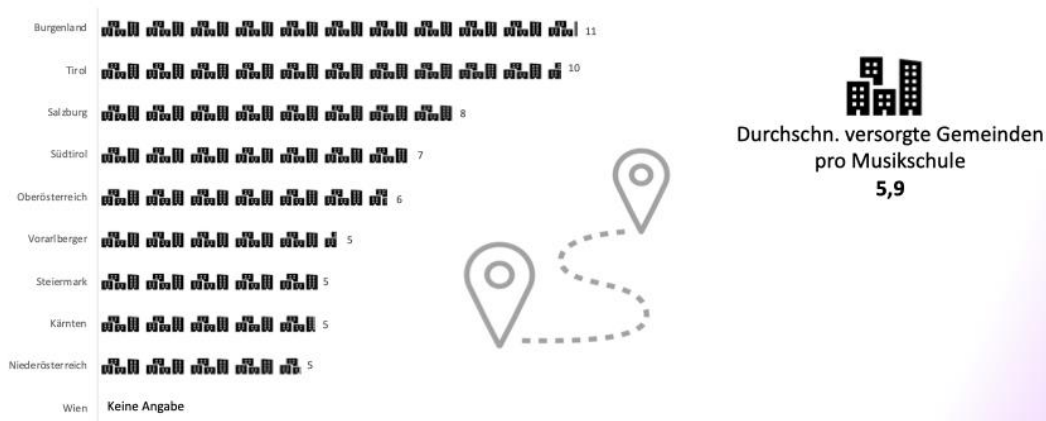 Burgenland 11
Tirol 10
Salzburg 8
Südtirol 7
Oberösterreich 6
Vorarlberger 5
Steiermark 5
Kärnten 5
Niederösterreich 5
Wien Keine Angabe
Durchschn. versorgte Gemeinden
pro Musikschule
5,9